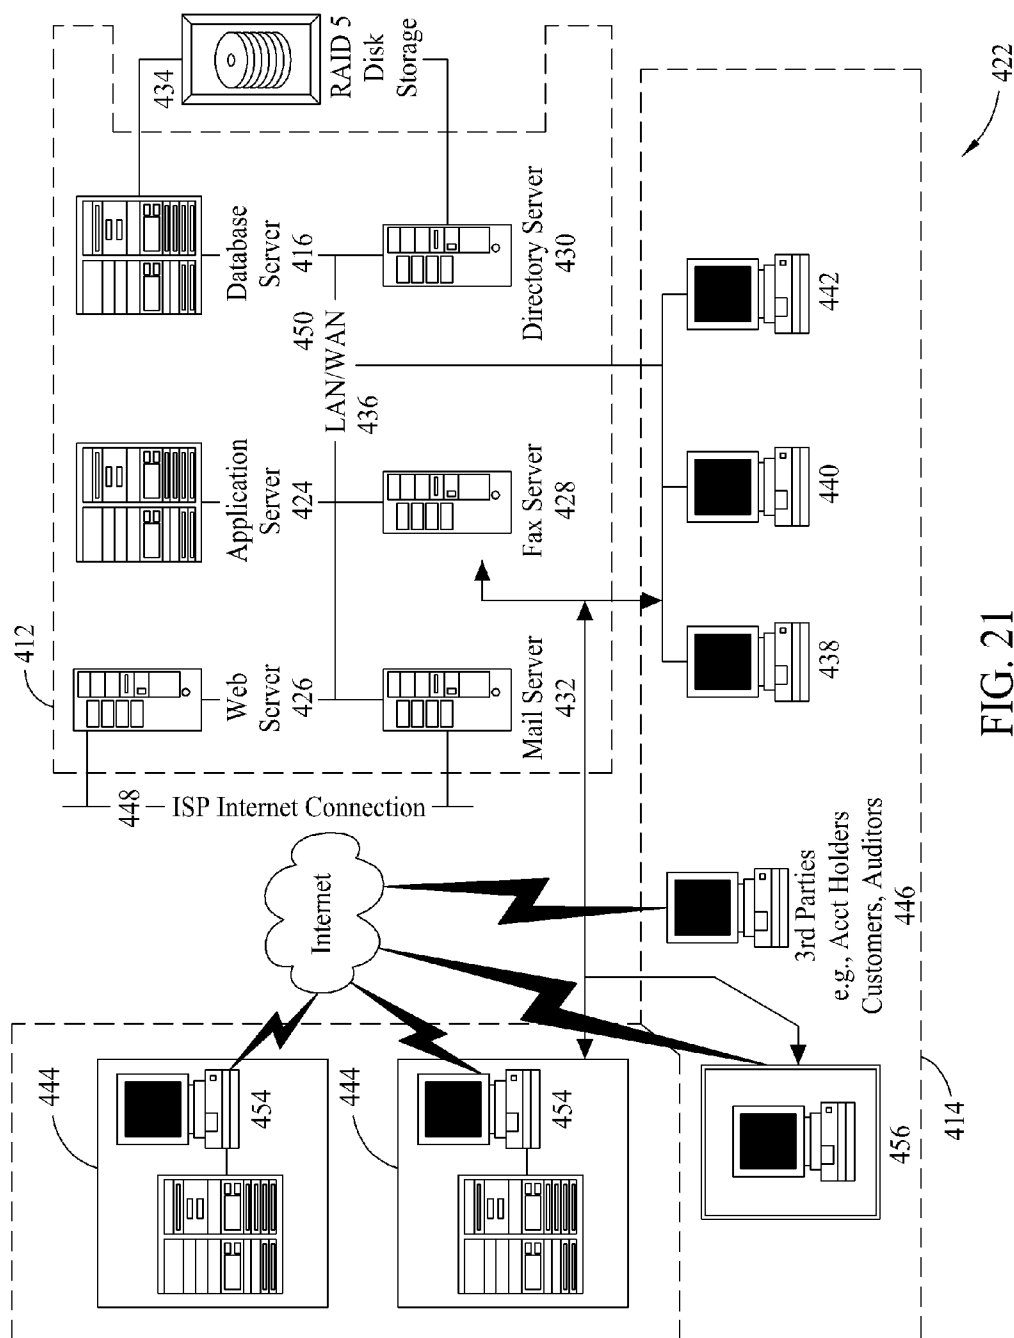 444
454
444
454
456
414
Internet
3rd Parties
e.g., Acct Holders
Customers, Auditors
446
448
ISP Internet Connection
412
Web
Server
426
Application
Server
424
Database
Server
416
434
RAID 5
Disk
Storage
450
LAN/WAN
436
Mail Server
432
Fax Server
428
Directory Server
430
438
440
442
422
FIG. 21